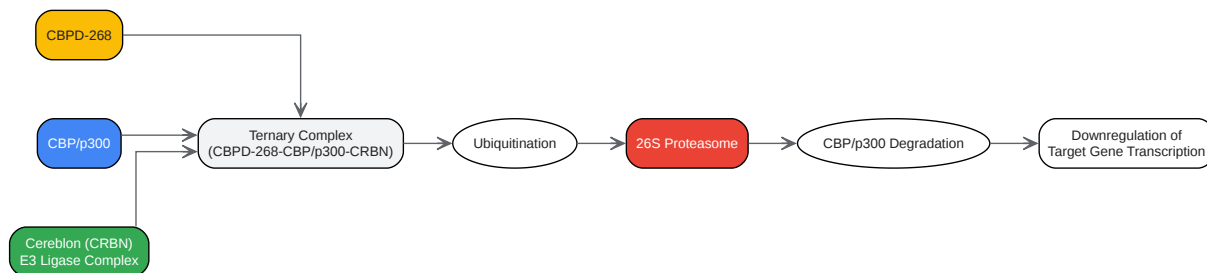 CBPD-268
CBP/p300
Cereblon (CRBN)
E3 Ligase Complex
Ternary Complex
(CBPD-268-CBP/p300-CRBN)
Ubiquitination
26S Proteasome
CBP/p300 Degradation
Downregulation of
Target Gene Transcription